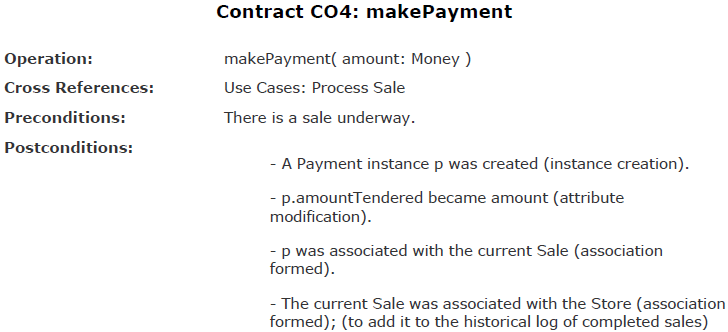 Contract CO4: makePayment
Operation: makePayment( amount: Money )
Cross References: Use Cases: Process Sale
Preconditions: There is a sale underway.
Postconditions:
- A Payment instance p was created (instance creation).
- p.amountTendered became amount (attribute
modification).
- p was associated with the current Sale (association
formed).
- The current Sale was associated with the Store (association
formed); (to add it to the historical log of completed sales)